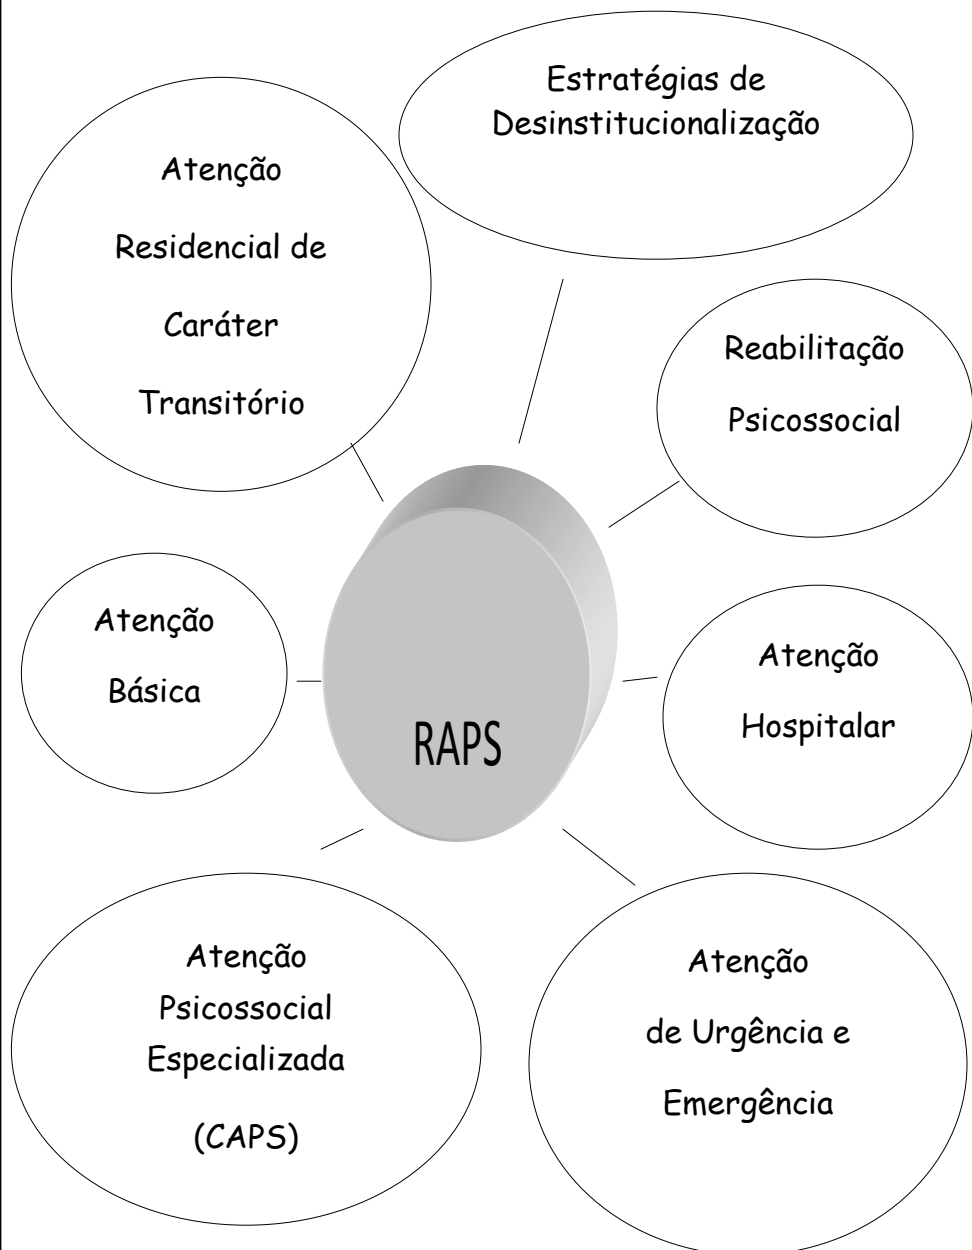 Estratégias de
Desinstitucionalização
Atenção
Residencial de
Caráter
Transitório
Reabilitação
Psicossocial
Atenção
Básica
Atenção
Hospitalar
RAPS
Atenção
Psicossocial
Especializada
(CAPS)
Atenção
de Urgência e
Emergência